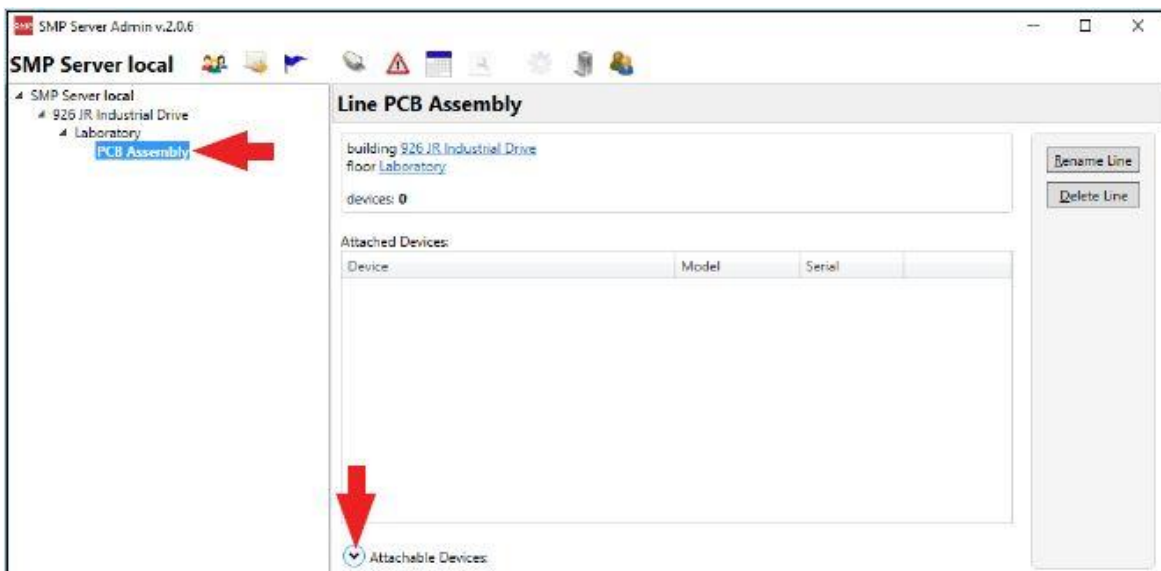 SMP Server Admin v.2.0.6
SMP Server local
SMP Server local
926 JR Industrial Drive
Laboratory
PCB Assembly
Line PCB Assembly
building 926 JR Industrial Drive
floor Laboratory
devices: 0
Rename Line
Delete Line
Attached Devices:
Device Model Serial
Attachable Devices: